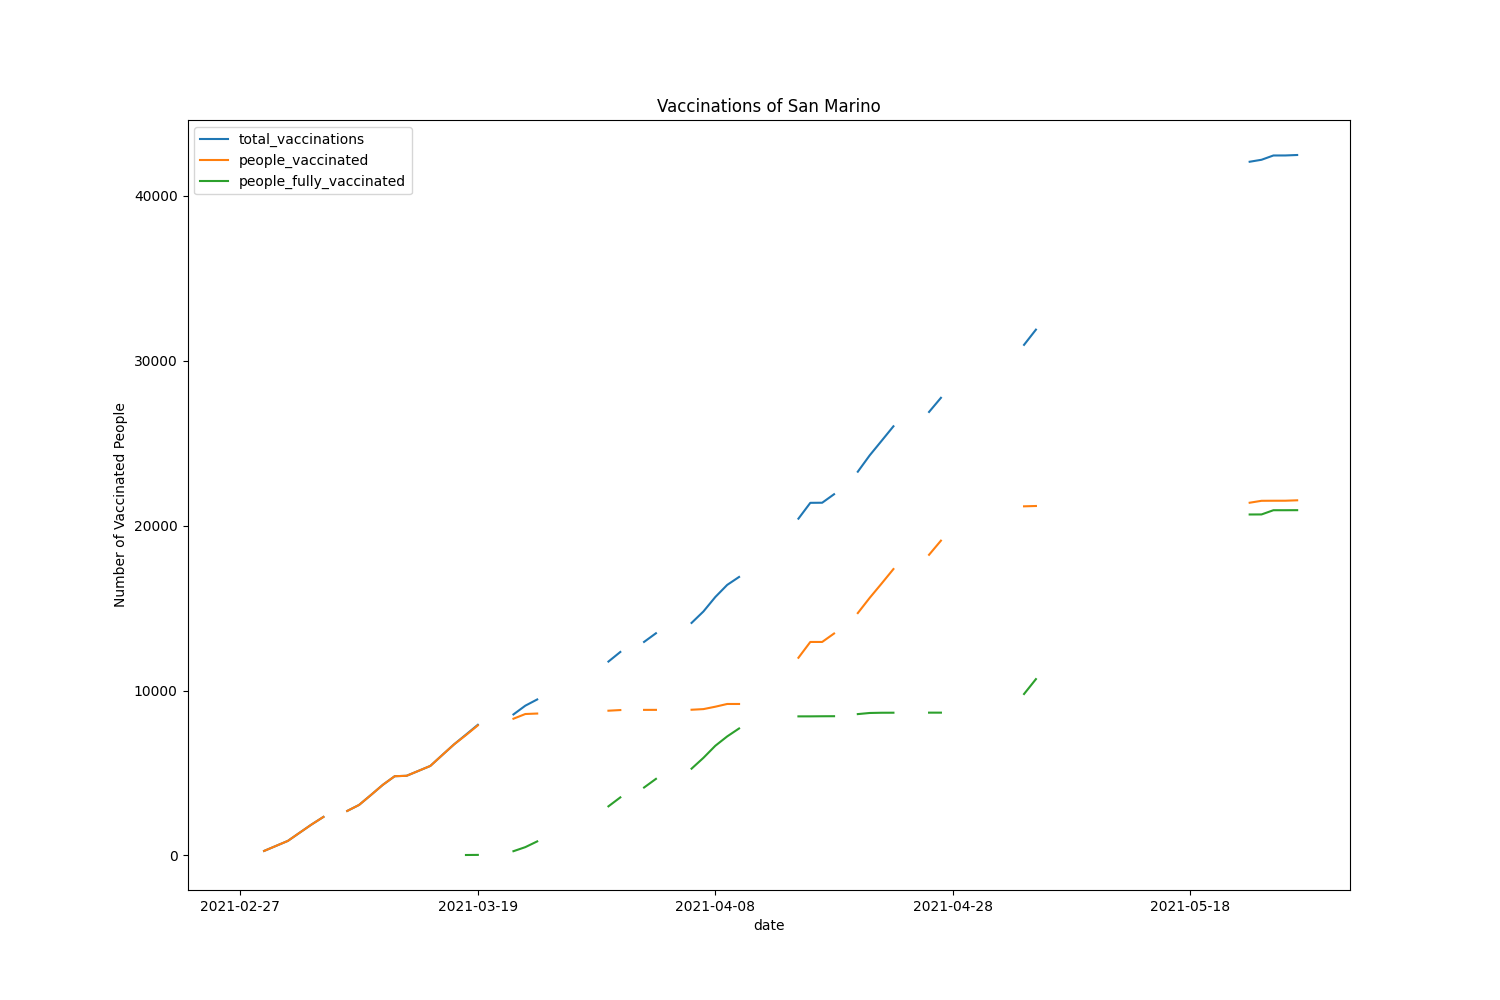 Vaccinations of San Marino
total_vaccinations
people_vaccinated
people_fully_vaccinated
40000
30000
20000
10000
0
Number of Vaccinated People
2021-02-27
2021-03-19
2021-04-08
2021-04-28
2021-05-18
date